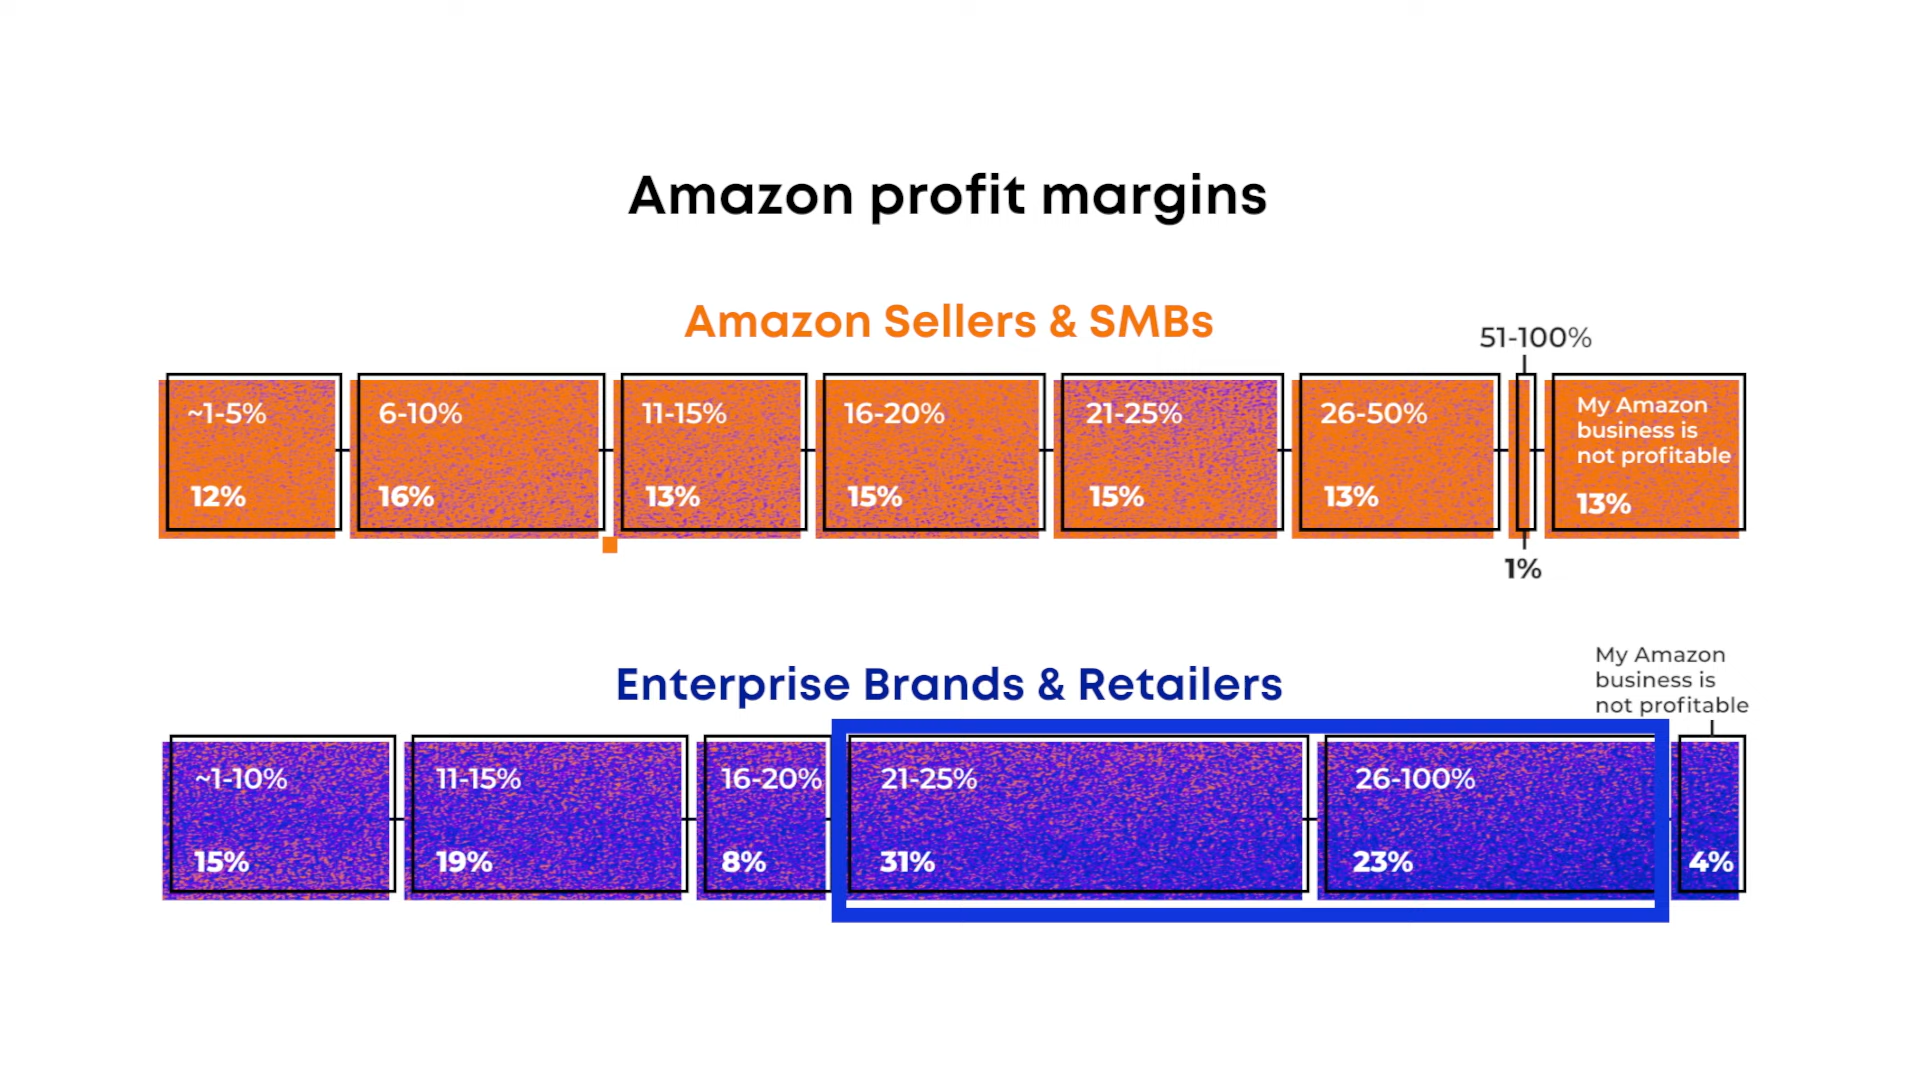 Amazon profit margins
Amazon Sellers & SMBs
51-100%
~1-5%
6-10%
11-15%
16-20%
21-25%
26-50%
My Amazon
business is
not profitable
12%
16%
13%
15%
15%
13%
13%
1%
Enterprise Brands & Retailers
My Amazon
business is
not profitable
~1-10%
11-15%
16-20%
21-25%
26-100%
15%
19%
8%
31%
23%
4%